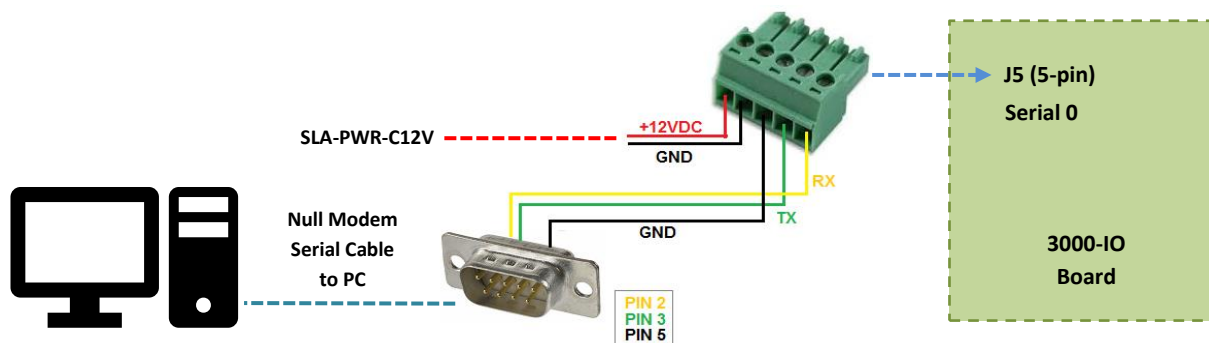 J5 (5-pin)
Serial 0
SLA-PWR-C12V
+12VDC
GND
RX
TX
GND
Null Modem
Serial Cable
to PC
3000-IO
Board
PIN 2
PIN 3
PIN 5